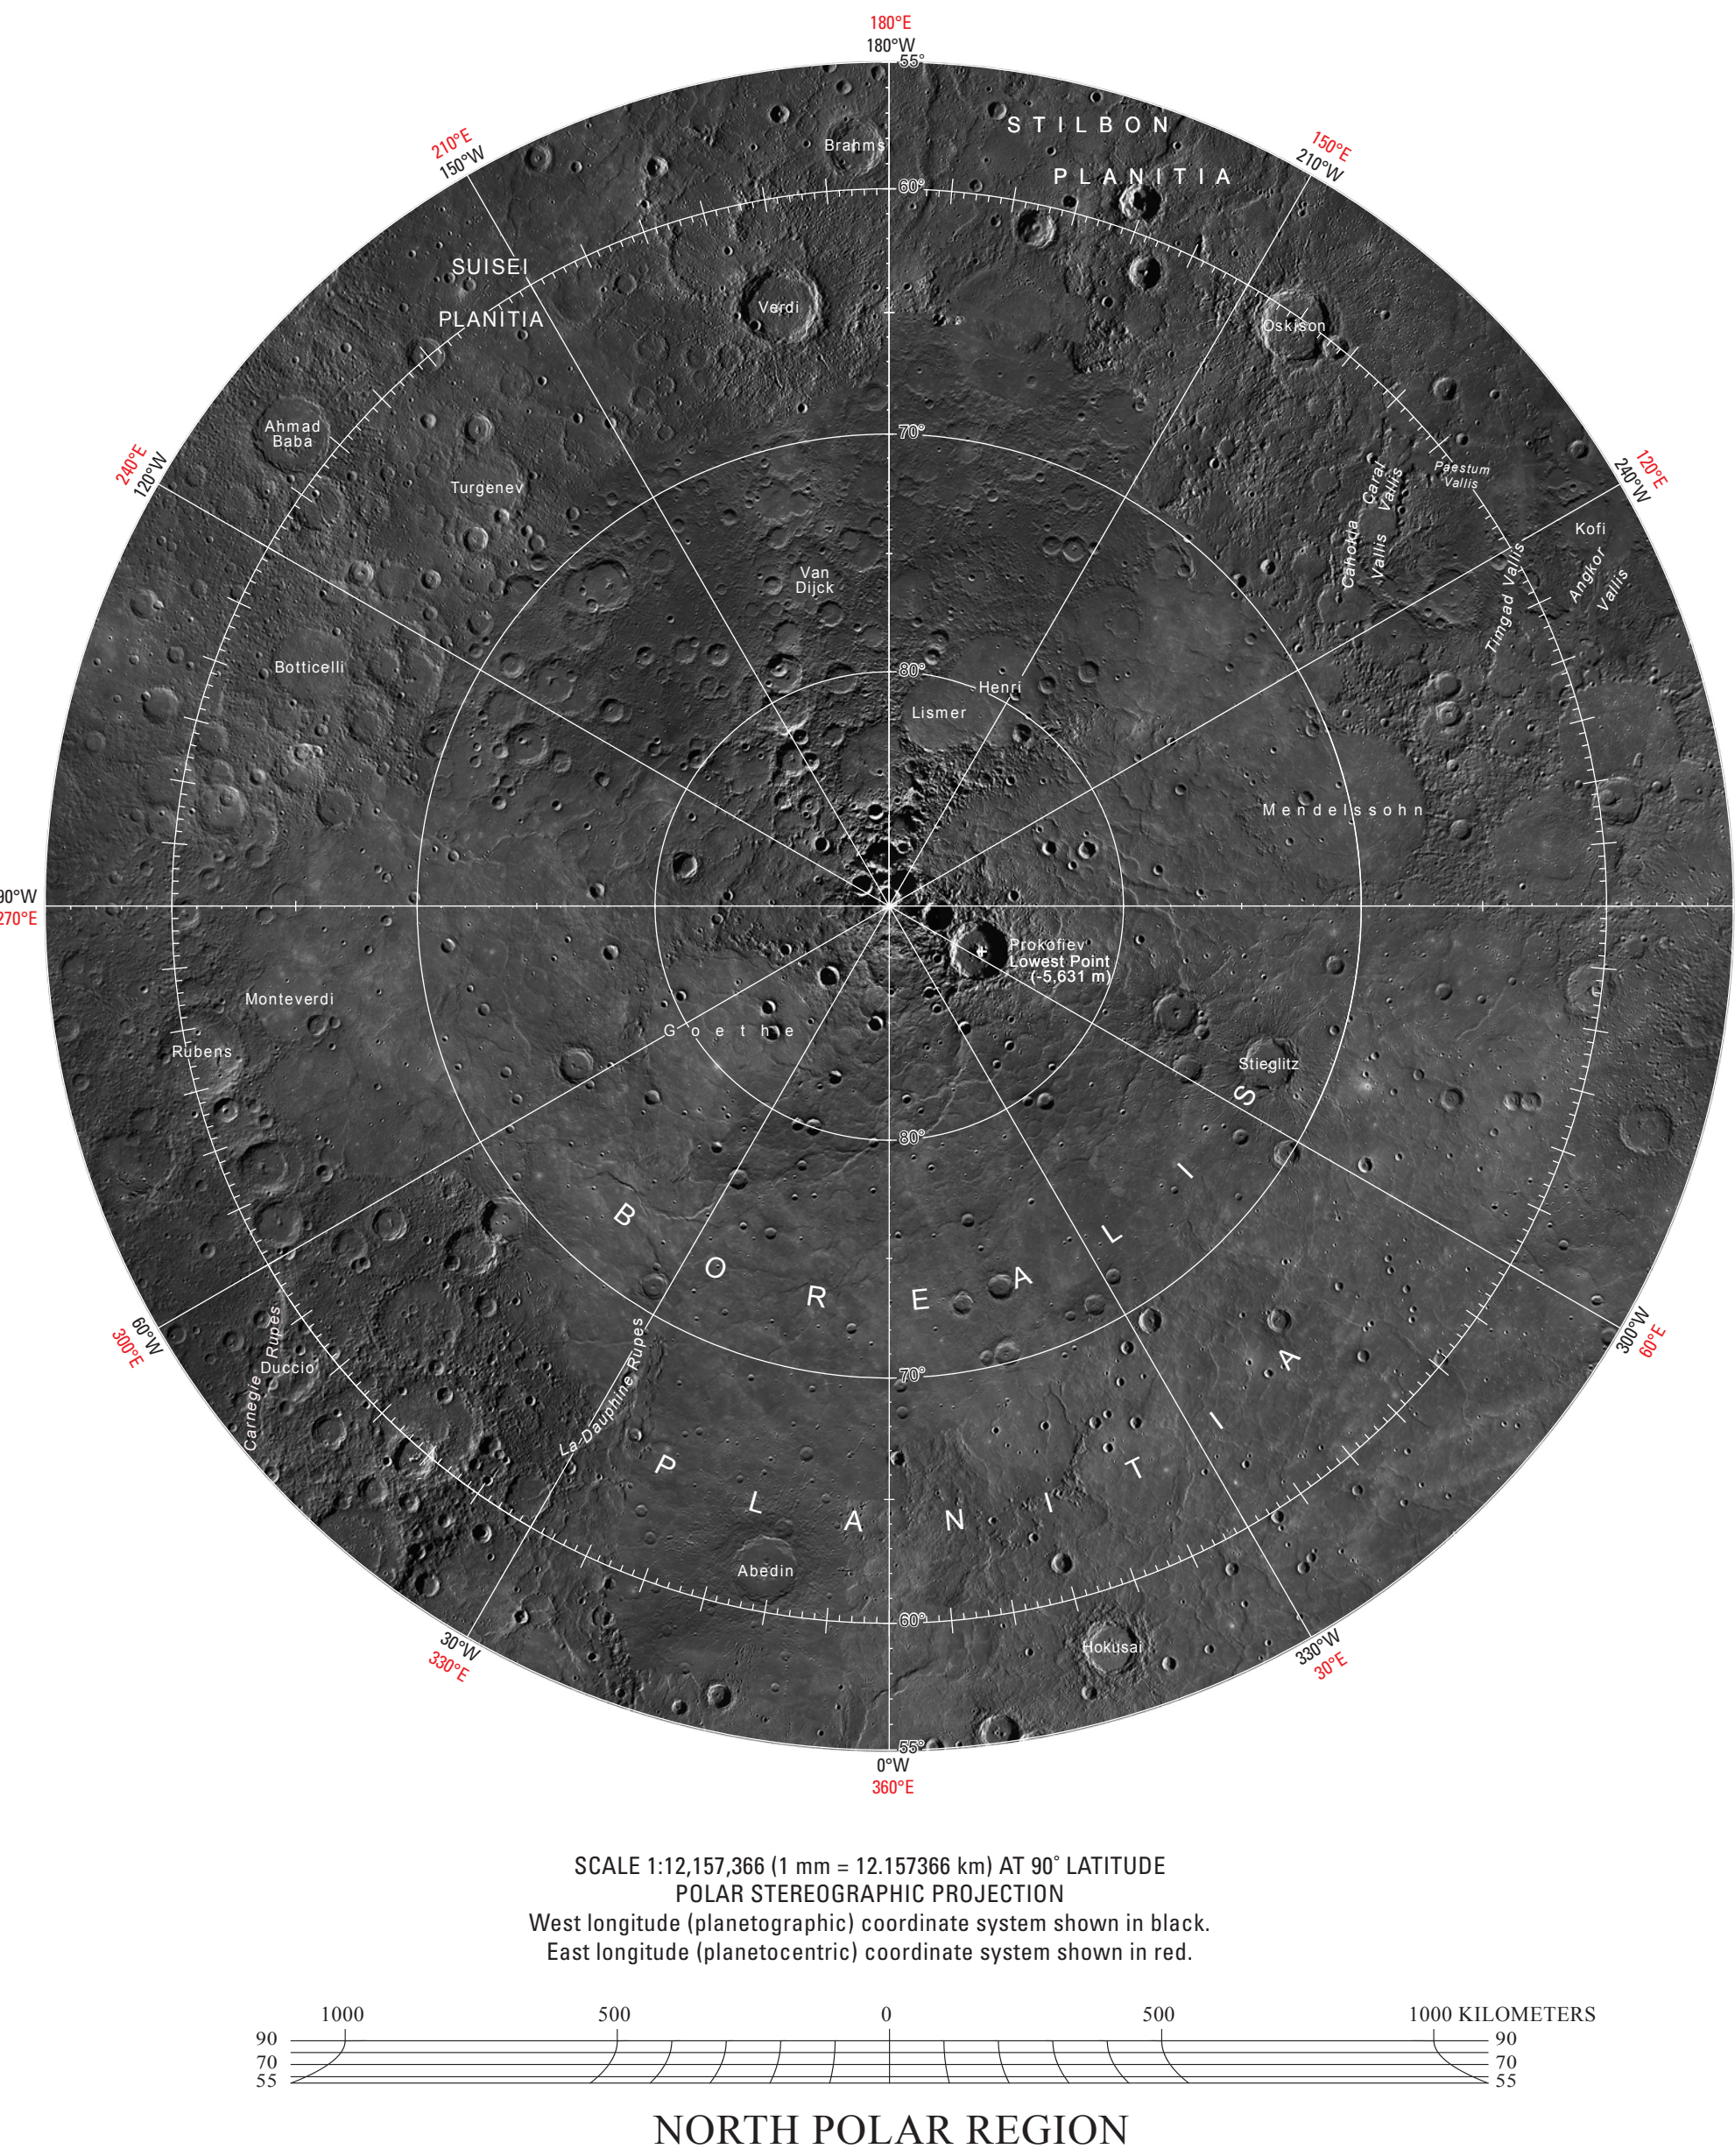 180°E
180°W
55°
STILBON
PLANITIA
Brahms
210°E
150°W
150°E
210°W
60°
SUISEI
PLANITIA
Verdi
Oskison
Ahmad
Baba
70°
240°E
120°W
Turgenev
Caral
Vallis
Paestum
Vallis
120°E
240°W
Cahokia
Vallis
Timgad Vallis
Kofi
Angkor
Vallis
Van
Dijck
Botticelli
80°
Henri
Lismer
Mendelssohn
90°W
270°E
Prokofiev
Lowest Point
(-5,631 m)
Monteverdi
Goethe
Rubens
Stieglitz
80°
BOREALIS
PLANITIA
60°W
300°E
300°W
60°E
Carnegie Rupes
Duccio
La Dauphine Rupes
70°
Abedin
60°
Hokusai
30°W
330°E
330°W
30°E
55°
0°W
360°E
SCALE 1:12,157,366 (1 mm = 12.157366 km) AT 90° LATITUDE
POLAR STEREOGRAPHIC PROJECTION
West longitude (planetographic) coordinate system shown in black.
East longitude (planetocentric) coordinate system shown in red.
1000 500 0 500 1000 KILOMETERS
90 90
70 70
55 55
NORTH POLAR REGION